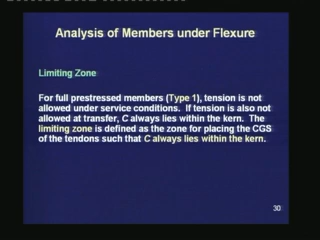 Analysis of Members under Flexure
Limiting Zone
For full prestressed members (Type 1), tension is not
allowed under service conditions. If tension is also not
allowed at transfer, C always lies within the kern. The
limiting zone is defined as the zone for placing the CGS
of the tendons such that C always lies within the kern.
30